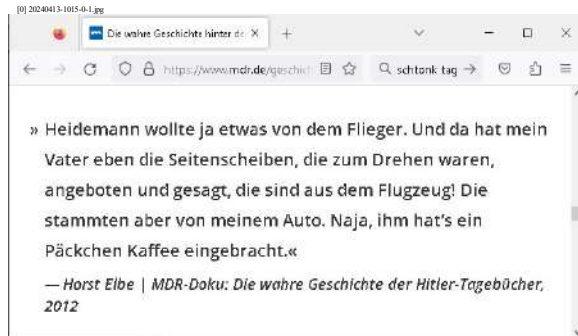 [0] 20240413-1015-0-1.jpg
Die wahre Geschichte hinter de
https://www.mdr.de/geschich
schtonk tag
» Heidemann wollte ja etwas von dem Flieger. Und da hat mein
Vater eben die Seitenscheiben, die zum Drehen waren,
angeboten und gesagt, die sind aus dem Flugzeug! Die
stammten aber von meinem Auto. Naja, ihm hat's ein
Päckchen Kaffee eingebracht.«
— Horst Elbe | MDR-Doku: Die wahre Geschichte der Hitler-Tagebücher,
2012